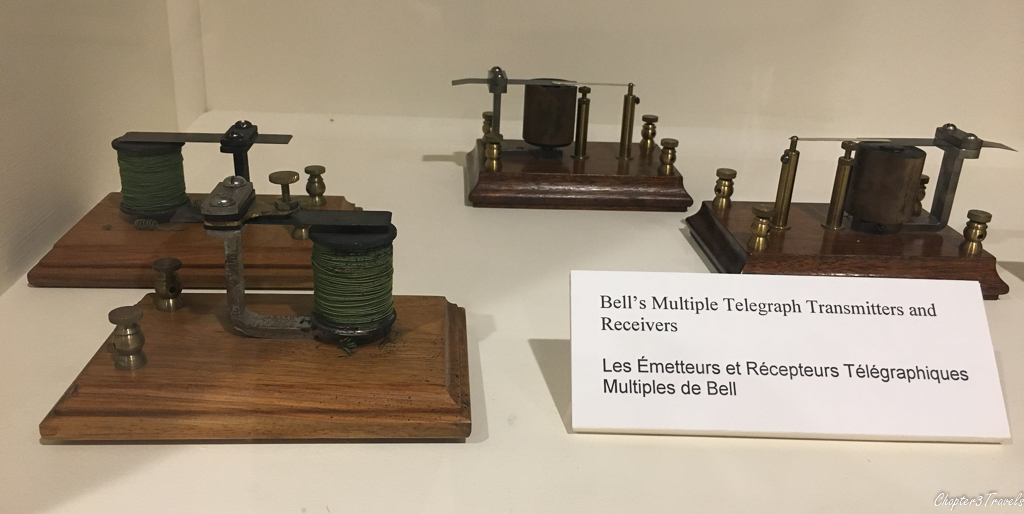 Bell's Multiple Telegraph Transmitters and
Receivers
Les Émetteurs et Récepteurs Télégraphiques
Multiples de Bell
Chapter3Travels